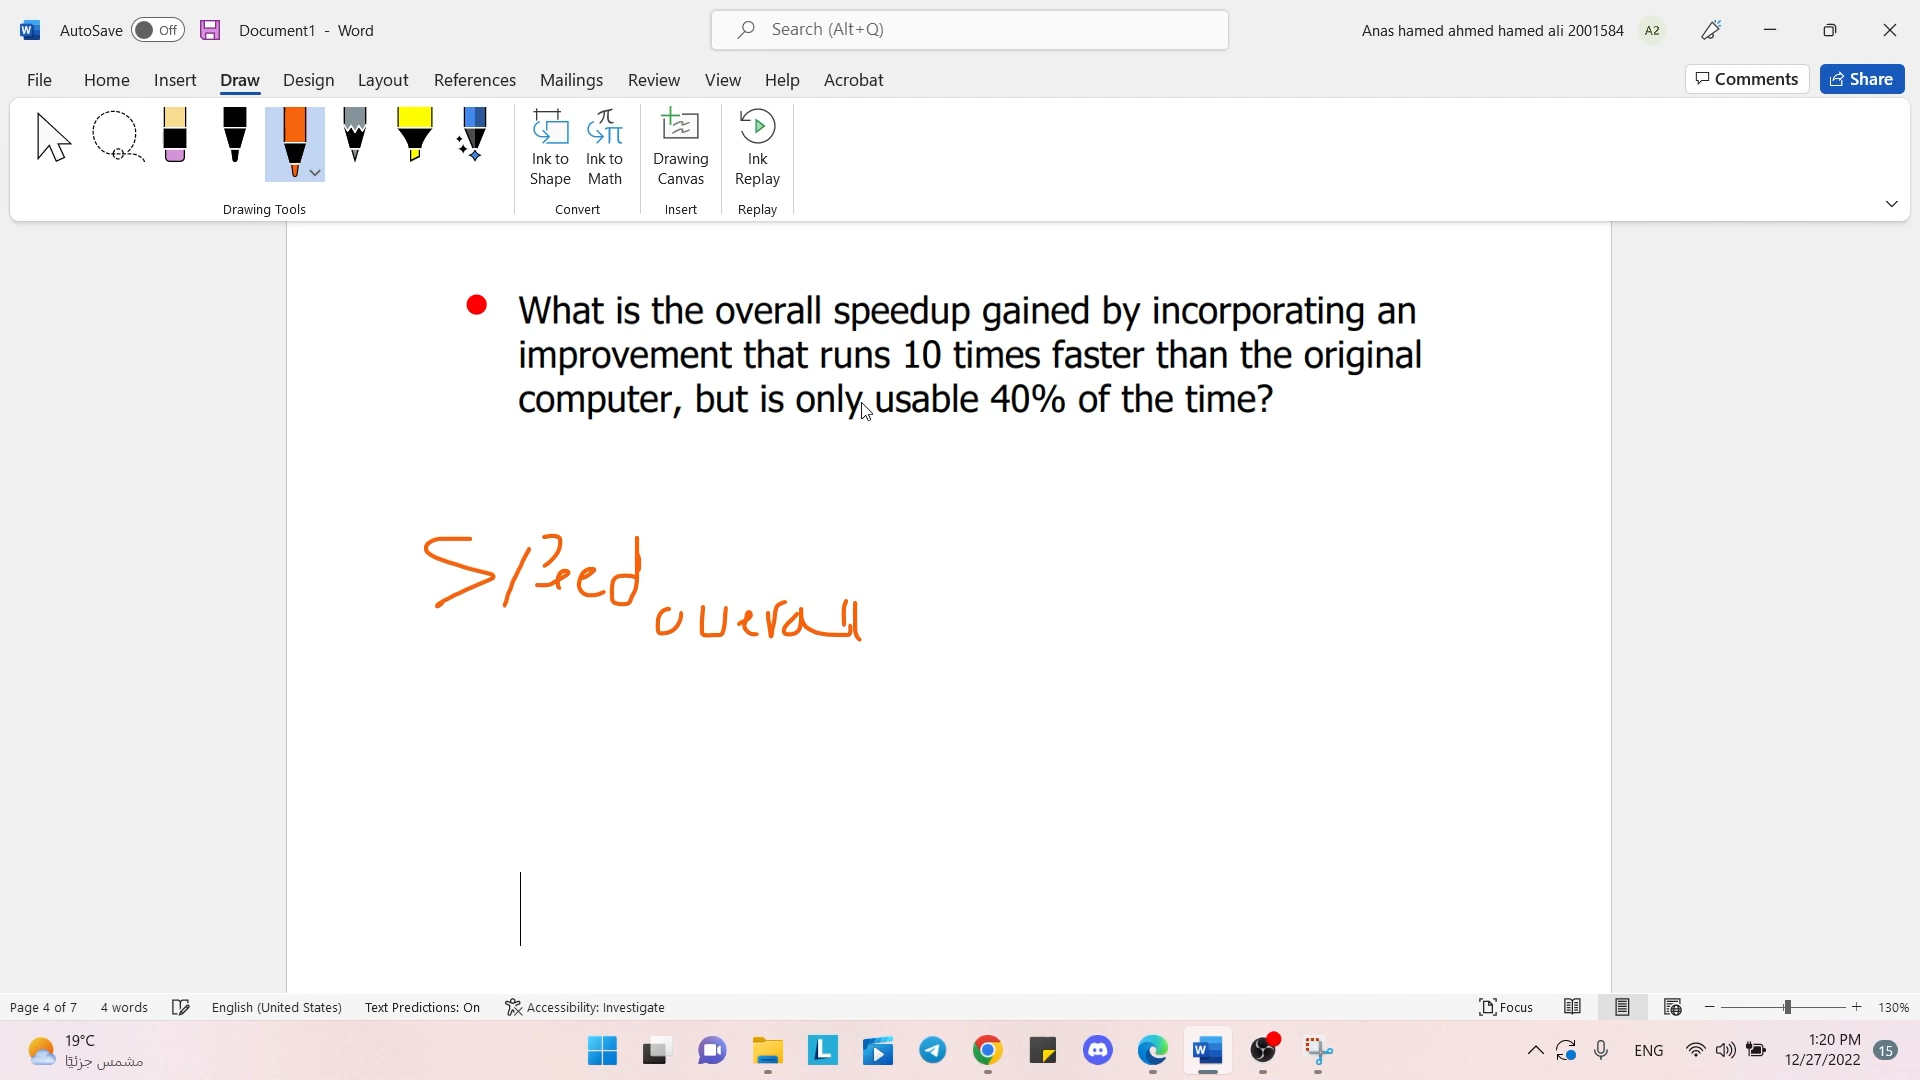 AutoSave Off Document1 - Word Search (Alt+Q) Anas hamed ahmed hamed ali 2001584 A2
File Home Insert Draw Design Layout References Mailings Review View Help Acrobat Comments Share
Ink to Shape
Ink to Math
Drawing Canvas
Ink Replay
Drawing Tools Convert Insert Replay
What is the overall speedup gained by incorporating an
improvement that runs 10 times faster than the original
computer, but is only usable 40% of the time?
SPeed
overall
Page 4 of 7 4 words English (United States) Text Predictions: On Accessibility: Investigate Focus 130%
19°C
مشمس جزئيًا
ENG
1:20 PM
12/27/2022
15